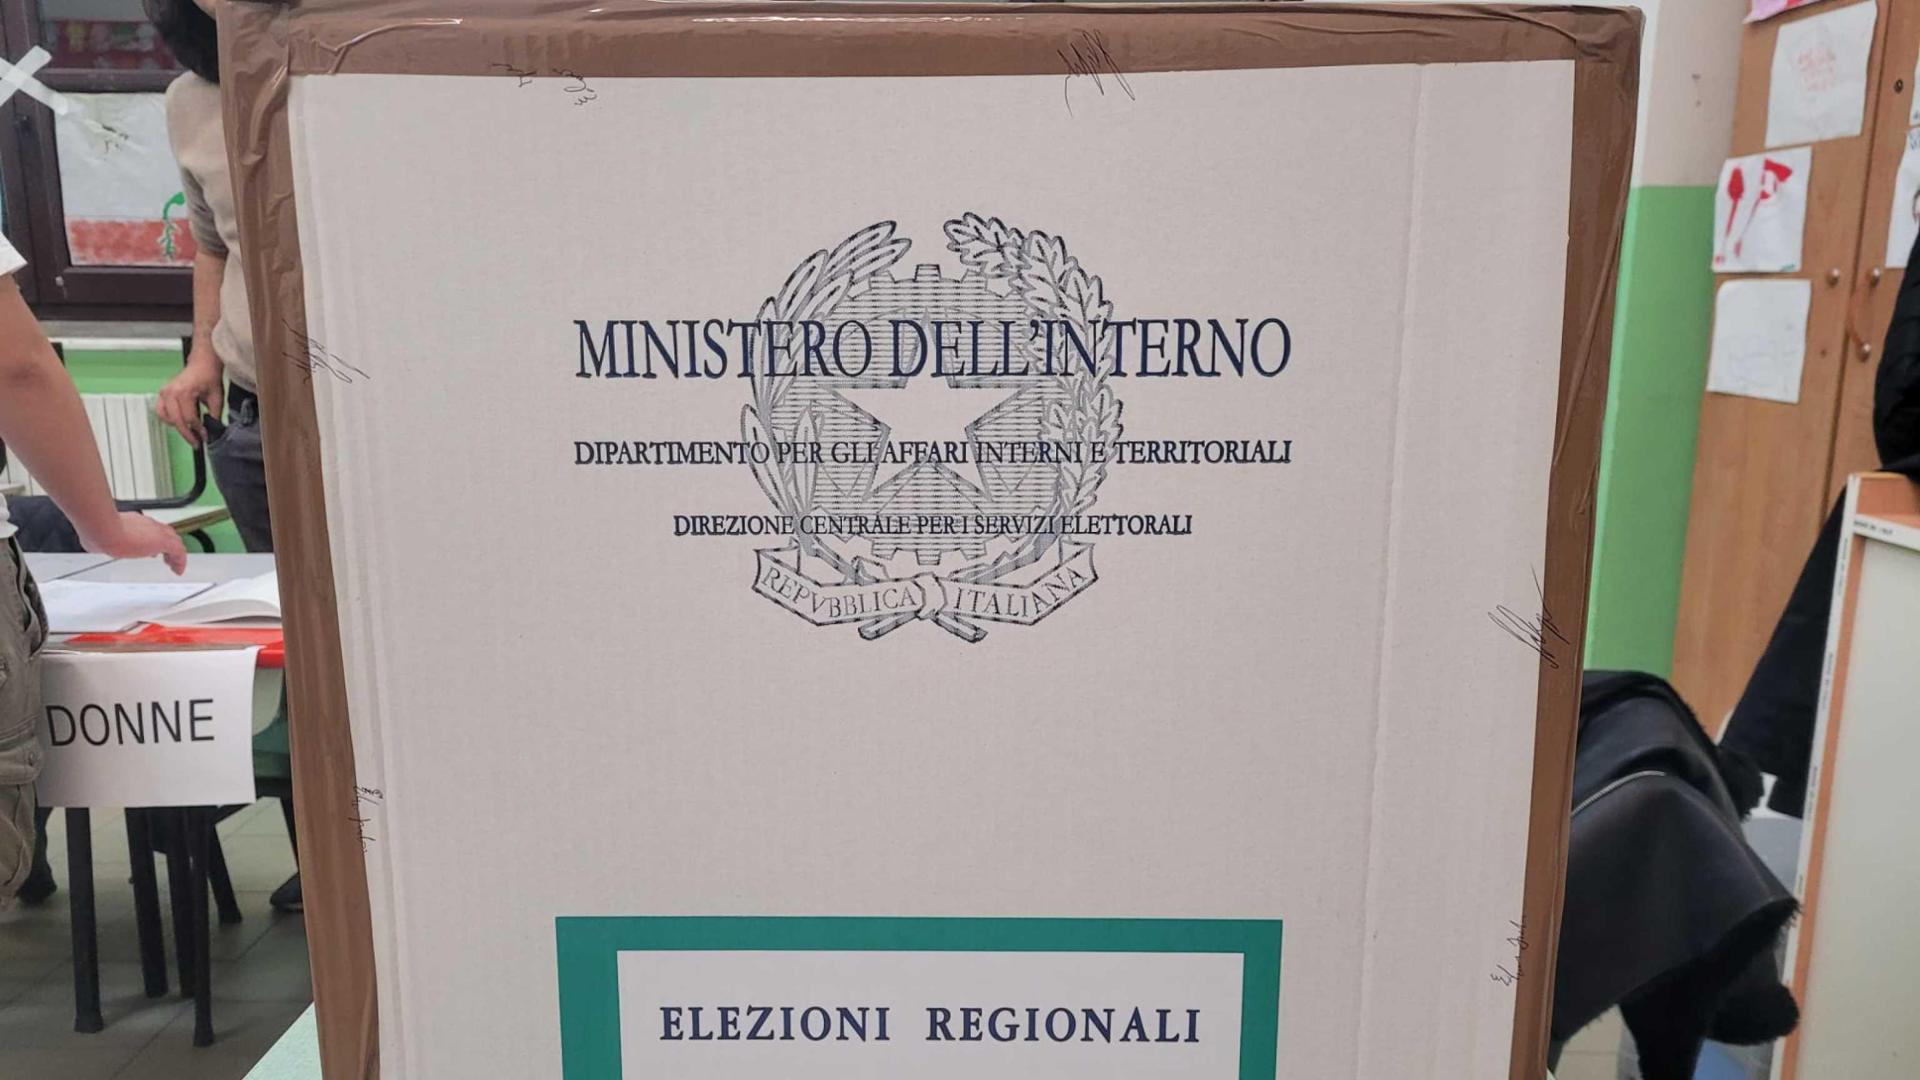 MINISTERO DELL'INTERNO
DIPARTIMENTO PER GLI AFFARI INTERNI E TERRITORIALI
DIREZIONE CENTRALE PER I SERVIZI ELETTORALI
REPVBBLICA ITALIANA
DONNE
ELEZIONI REGIONALI